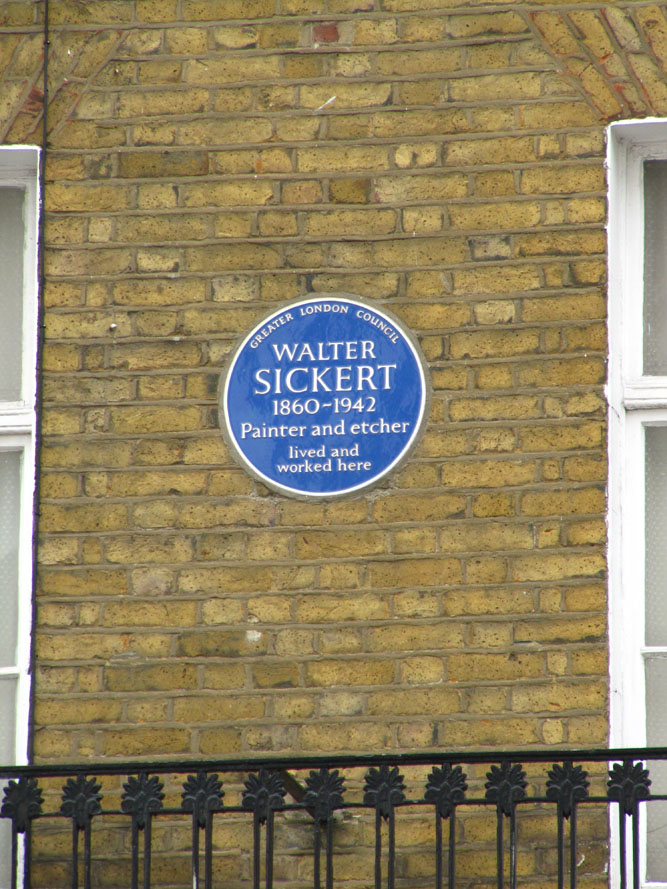 GREATER LONDON COUNCIL
WALTER
SICKERT
1860~1942
Painter and etcher
lived and
worked here